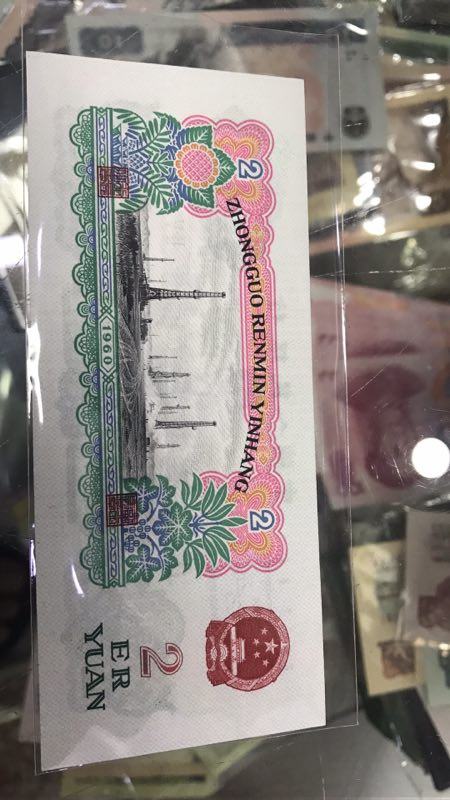 ZHONGGUO RENMIN YINHANG
2
2
1960
2
ER
YUAN